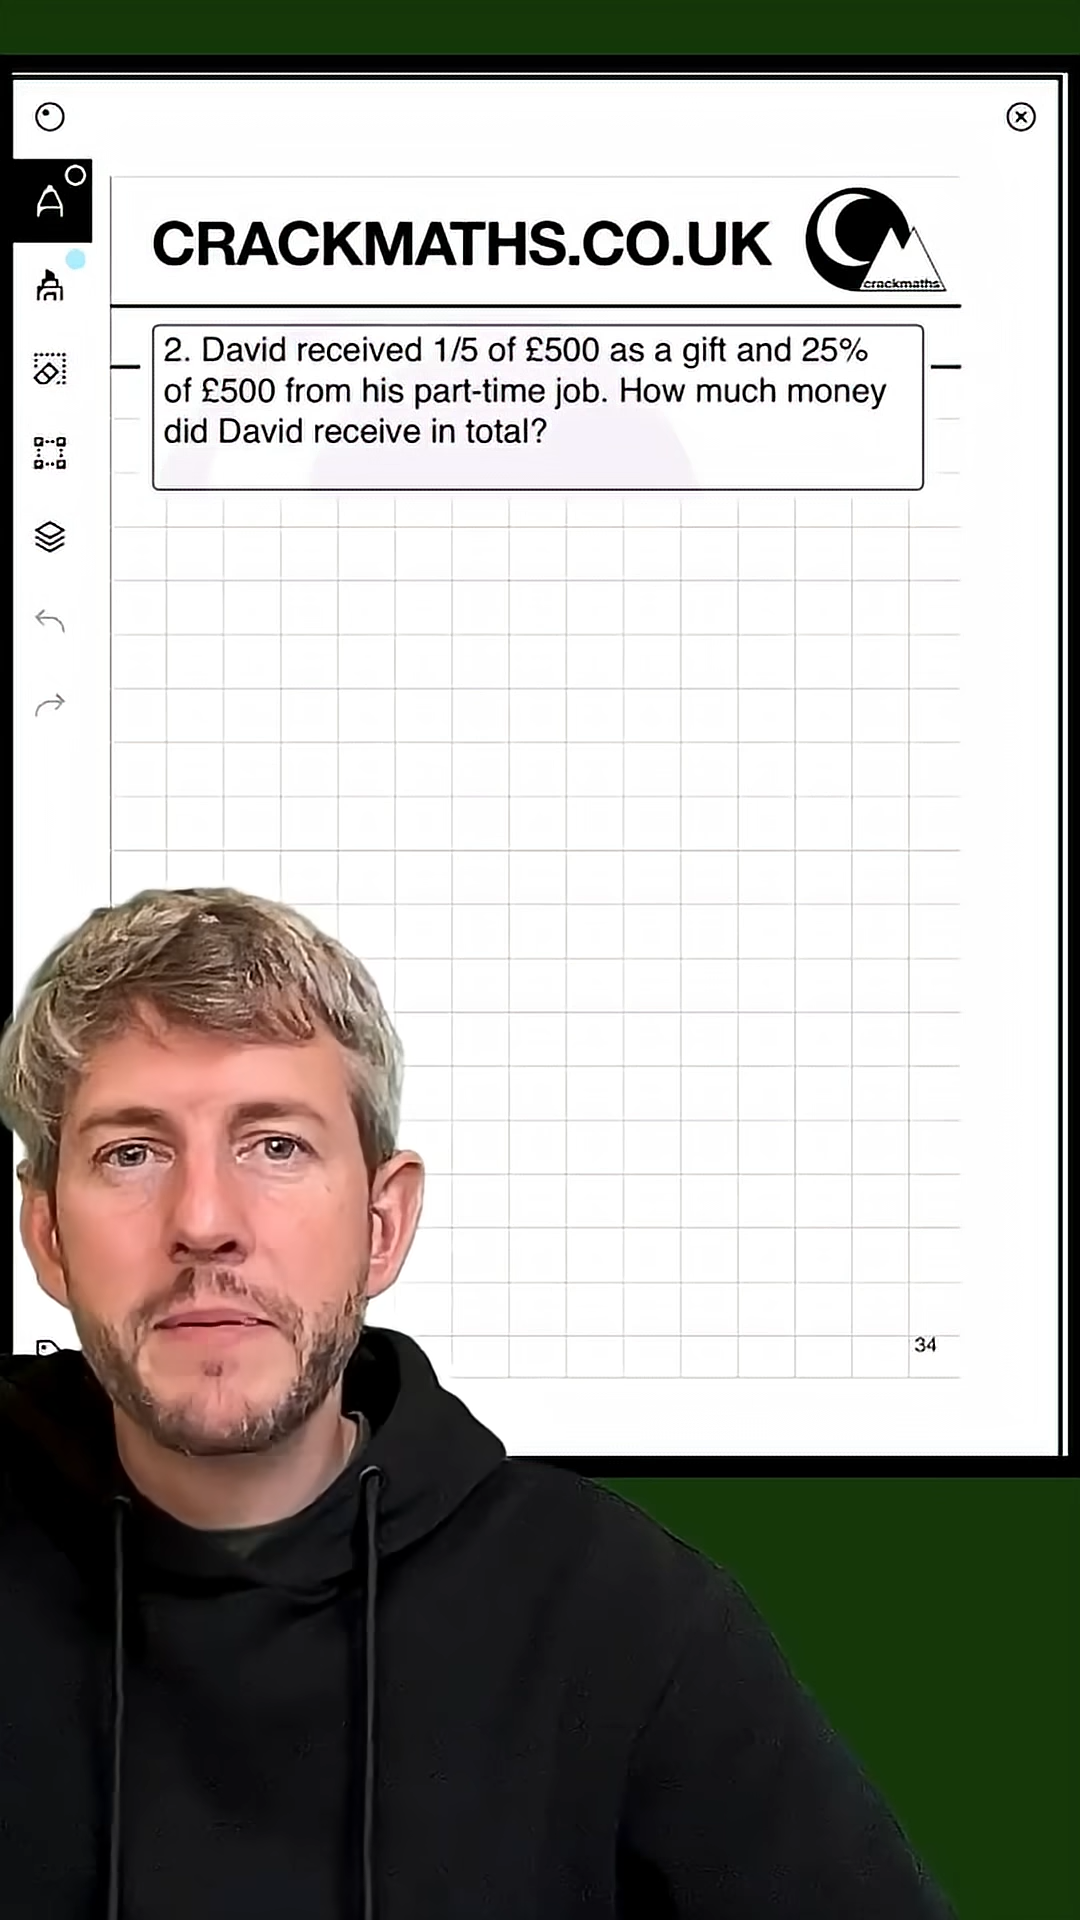 CRACKMATHS.CO.UK
crackmaths
2. David received 1/5 of £500 as a gift and 25%
of £500 from his part-time job. How much money
did David receive in total?
34